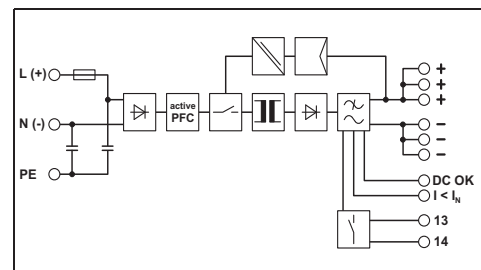 L (+)
N (-)
PE
active
PFC
+
+
+
–
–
–
DC OK
I < IN
13
14